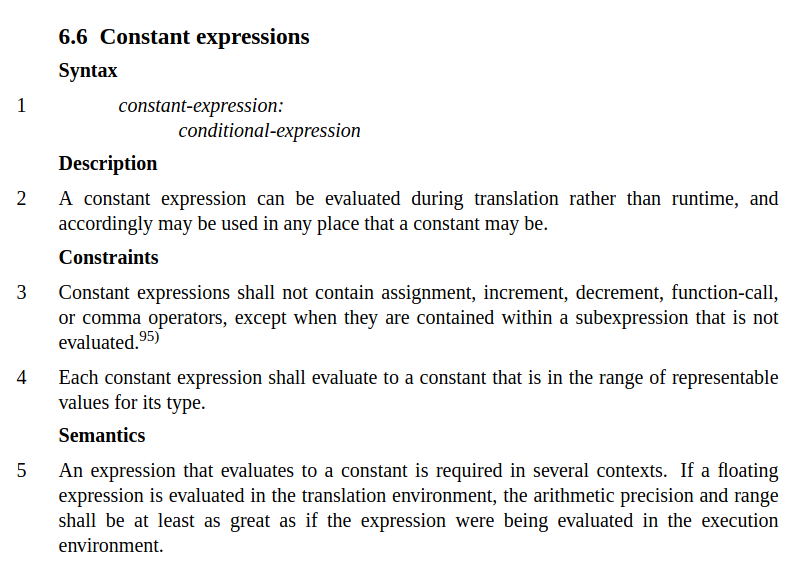 6.6 Constant expressions
Syntax
1 constant-expression:
conditional-expression
Description
2 A constant expression can be evaluated during translation rather than runtime, and
accordingly may be used in any place that a constant may be.
Constraints
3 Constant expressions shall not contain assignment, increment, decrement, function-call,
or comma operators, except when they are contained within a subexpression that is not
evaluated.95)
4 Each constant expression shall evaluate to a constant that is in the range of representable
values for its type.
Semantics
5 An expression that evaluates to a constant is required in several contexts. If a floating
expression is evaluated in the translation environment, the arithmetic precision and range
shall be at least as great as if the expression were being evaluated in the execution
environment.